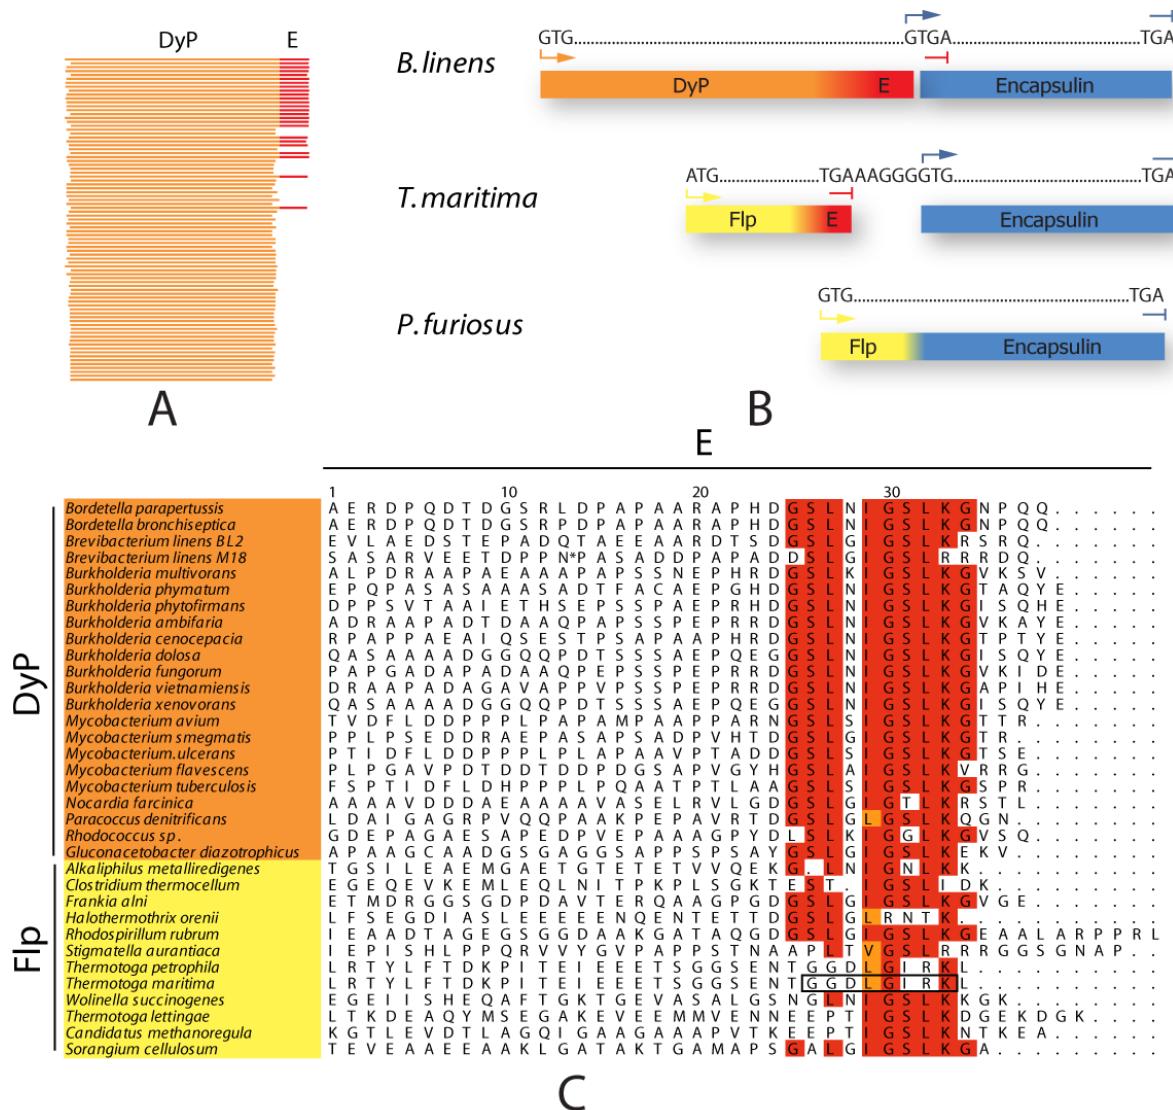 DyP E
A
B.linens
GTG............GTGA............TGA
DyP E Encapsulin
T.maritima
ATG............TGAAAGGGGTG............TGA
Flp E Encapsulin
P.furiosus
GTG............TGA
Flp Encapsulin
B
E
1 10 20 30
DyP
Bordetella parapertussis A E R D P Q D T D G S R L D P A P A A R A P H D G S L N I G S L K G N P Q Q . . . . . .
Bordetella bronchiseptica A E R D P Q D T D G S R P D P A P A A R A P H D G S L N I G S L K G N P Q Q . . . . . .
Brevibacterium linens BL2 E V L A E D S T E P A D Q T A E E A A R D T S D G S L G I G S L K R S R Q . . . . . . .
Brevibacterium linens M18 S A S A R V E E T D P P N* P A S A D D P A P A D D S L G I G S L R R R D Q . . . . . . .
Burkholderia multivorans A L P D R A A P A E A A A P A P S S N E P H R D G S L K I G S L K G V K S V . . . . . .
Burkholderia phymatum E P Q P A S A S A A A S A D T F A C A E P G H D G S L N I G S L K G T A Q Y E . . . . .
Burkholderia phytofirmans D P P S V T A A I E T H S E P S S P A E P R H D G S L N I G S L K G I S Q H E . . . . .
Burkholderia ambifaria A D R A A P A D T D A A Q P A P S S P E P R R D G S L N I G S L K G V K A Y E . . . . .
Burkholderia cenocepacia R P A P P A E A I Q S E S T P S A P A A P H R D G S L N I G S L K G T P T Y E . . . . .
Burkholderia dolosa Q A S A A A A D G G Q Q P D T S S S A E P Q E G G S L N I G S L K G I S Q Y E . . . . .
Burkholderia fungorum P A P G A D A P A D A A Q P E P S S P E P R R D G S L N I G S L K G V K I D E . . . . .
Burkholderia vietnamiensis D R A A P A D A G A V A P P V P S S P E P R R D G S L N I G S L K G A P I H E . . . . .
Burkholderia xenovorans Q A S A A A A D G G Q Q P D T S S S A E P Q E G G S L N I G S L K G I S Q Y E . . . . .
Mycobacterium avium T V D F L D D P P P L P A P A M P A A P P A R N G S L S I G S L K G T T R . . . . . . .
Mycobacterium smegmatis P P L P S E D D R A E P A S A P S A D P V H T D G S L G I G S L K G T R . . . . . . . .
Mycobacterium.ulcerans P T I D F L D D P P P L P L A P A A V P T A D D G S L S I G S L K G T S E . . . . . . .
Mycobacterium flavescens P L P G A V P D T D D T D D P D G S A P V G Y H G S L A I G S L K V R R G . . . . . . .
Mycobacterium tuberculosis F S P T I D F L D H P P P L P Q A A T P T L A A G S L G I G S L K G S P R . . . . . . .
Nocardia farcinica A A A A V D D D A E A A A A V A S E L R V L G D G S L G I G T L K R S T L . . . . . . .
Paracoccus denitrificans L D A I G A G R P V Q Q P A A K P E P A V R T D G S L G L G S L K Q G N . . . . . . . .
Rhodococcus sp. G D E P A G A E S A P E D P V E P A A A G P Y D L S L K I G G L K G V S Q . . . . . . .
Gluconacetobacter diazotrophicus A P A A G C A A D G S G A G G S A P P S P S A Y G S L G I G S L K E K V . . . . . . . .
Flp
Alkaliphilus metalliredigenes T G S I L E A E M G A E T G T E T E T V V Q E K G . L N I G N L K K . . . . . . . . . .
Clostridium thermocellum E G E Q E V K E M L E Q L N I T P K P L S G K T E S T . I G S L I D K . . . . . . . . .
Frankia alni E T M D R G G S G D P D A V T E R Q A A G P G D G S L G I G S L K G V G E . . . . . . .
Halothermothrix orenii L F S E G D I A S L E E E E E E N Q E N T E T T D G S L G L R N T K . . . . . . . . . . .
Rhodospirillum rubrum I E A A D T A G E G S G G D A A K G A T A Q G D G S L G I G S L K G E A A L A R P P R L
Stigmatella aurantiaca I E P I S H L P P Q R V V Y G V P A P P S T N A A P L T V G S L R R R G G S G N A P . .
Thermotoga petrophila L R T Y L F T D K P I T E I E E E T S G G S E N T G G D L G I R K L . . . . . . . . . .
Thermotoga maritima L R T Y L F T D K P I T E I E E E T S G G S E N T G G D L G I R K L . . . . . . . . . .
Wolinella succinogenes E G E I I S H E Q A F T G K T G E V A S A L G S N G L N I G S L K K G K . . . . . . . .
Thermotoga lettingae L T K D E A Q Y M S E G A K E V E E M M V E N N E E P T I G S L K D G E K D G K . . . .
Candidatus methanoregula K G T L E V D T L A G Q I G A A G A A A P V T K E E P T I G S L K N T K E A . . . . . .
Sorangium cellulosum T E V E A A E E A A K L G A T A K T G A M A P S G A L G I G S L K G A . . . . . . . . .
C